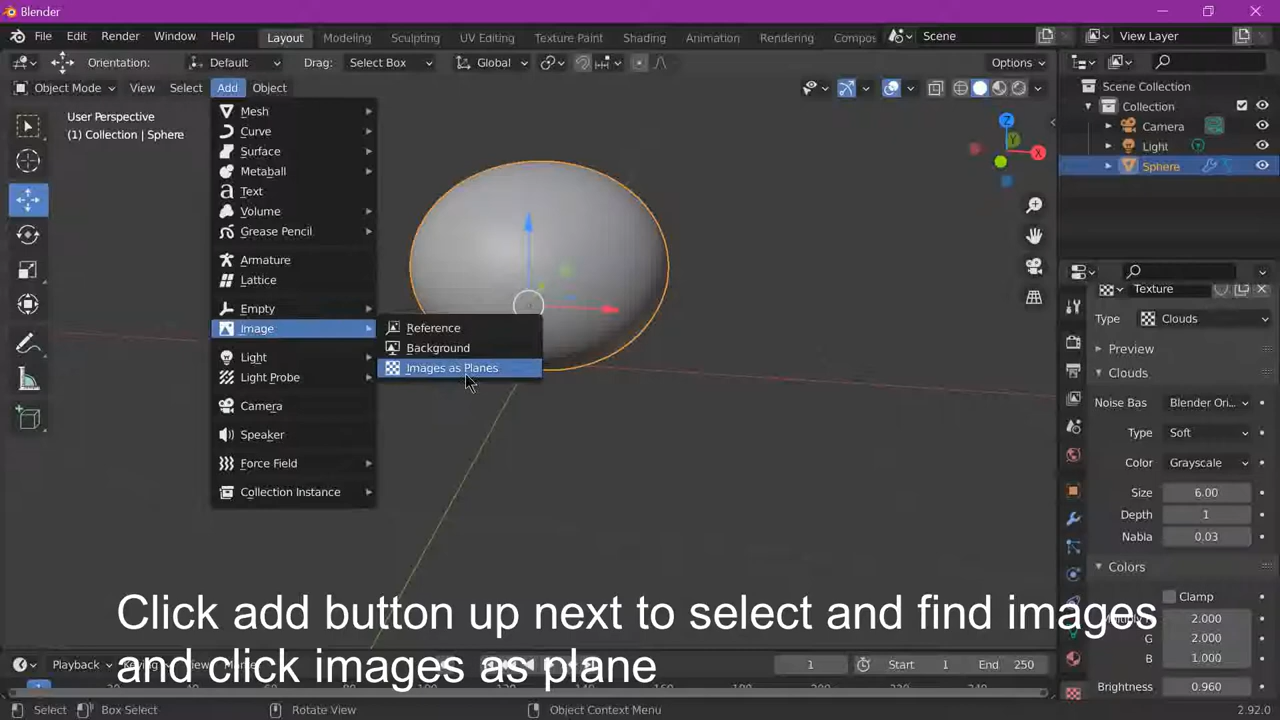 Blender
File Edit Render Window Help Layout Modeling Sculpting UV Editing Texture Paint Shading Animation Rendering Compos Scene View Layer
Orientation: Default Drag: Select Box Global Options
Object Mode View Select Add Object
User Perspective
(1) Collection | Sphere
Mesh
Curve
Surface
Metaball
Text
Volume
Grease Pencil
Armature
Lattice
Empty
Image
Light
Light Probe
Camera
Speaker
Force Field
Collection Instance
Reference
Background
Images as Planes
Z
Y
X
Scene Collection
Collection
Camera
Light
Sphere
Texture
Type Clouds
Preview
Clouds
Noise Bas Blender Ori...
Type Soft
Color Grayscale
Size 6.00
Depth 1
Nabla 0.03
Colors
Clamp
2.000
G 2.000
B 1.000
Brightness 0.960
Click add button up next to select and find images
and click images as plane
Playback 1 Start 1 End 250
Select Box Select Rotate View Object Context Menu 2.92.0